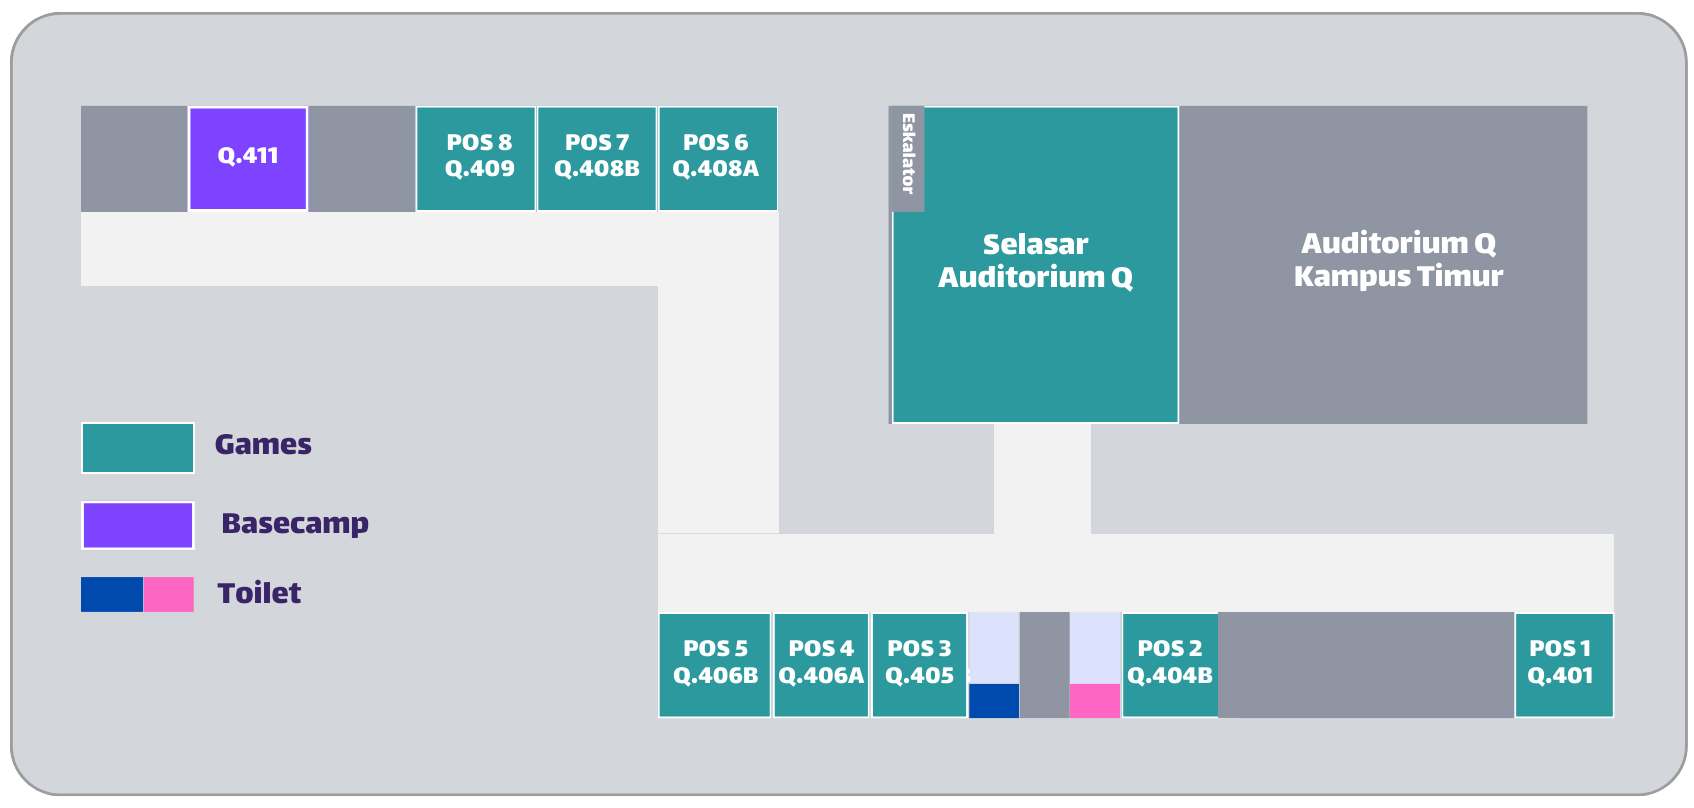 Q.411
POS 8
Q.409
POS 7
Q.408B
POS 6
Q.408A
Eskalator
Selasar
Auditorium Q
Auditorium Q
Kampus Timur
Games
Basecamp
Toilet
POS 5
Q.406B
POS 4
Q.406A
POS 3
Q.405
POS 2
Q.404B
POS 1
Q.401